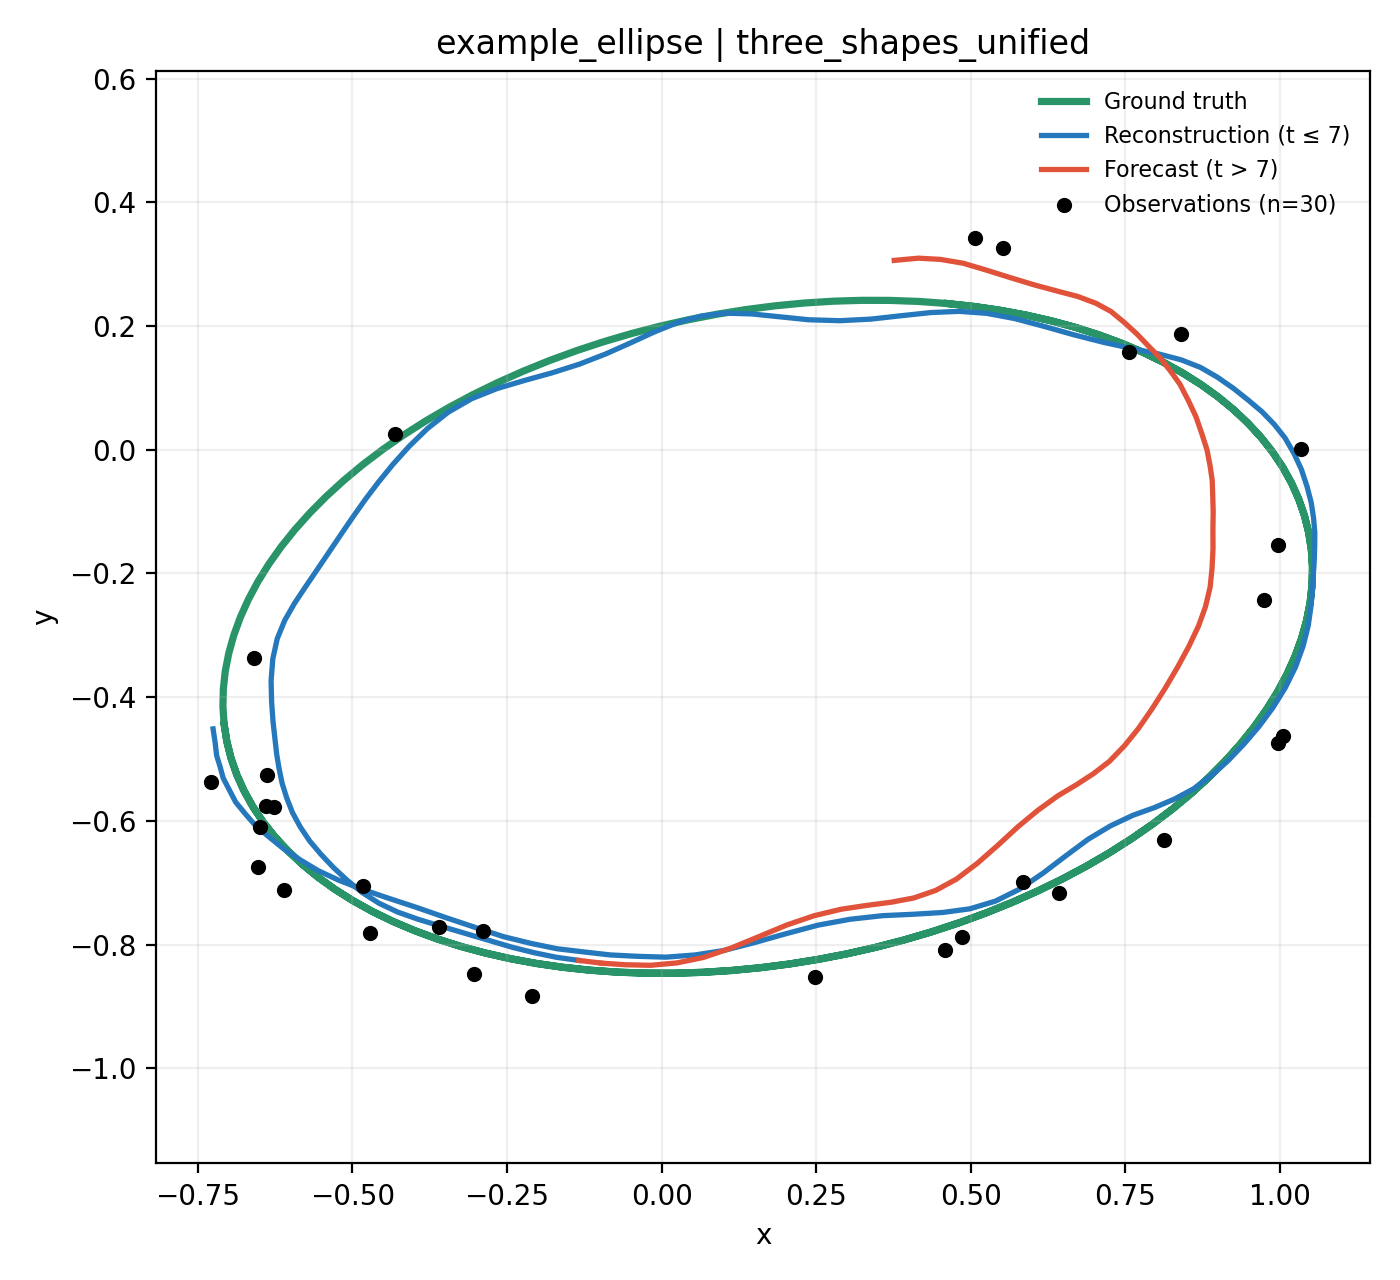 example_ellipse | three_shapes_unified
Ground truth
Reconstruction (t ≤ 7)
Forecast (t > 7)
Observations (n=30)
0.6
0.4
0.2
0.0
−0.2
−0.4
−0.6
−0.8
−1.0
y
−0.75 −0.50 −0.25 0.00 0.25 0.50 0.75 1.00
x